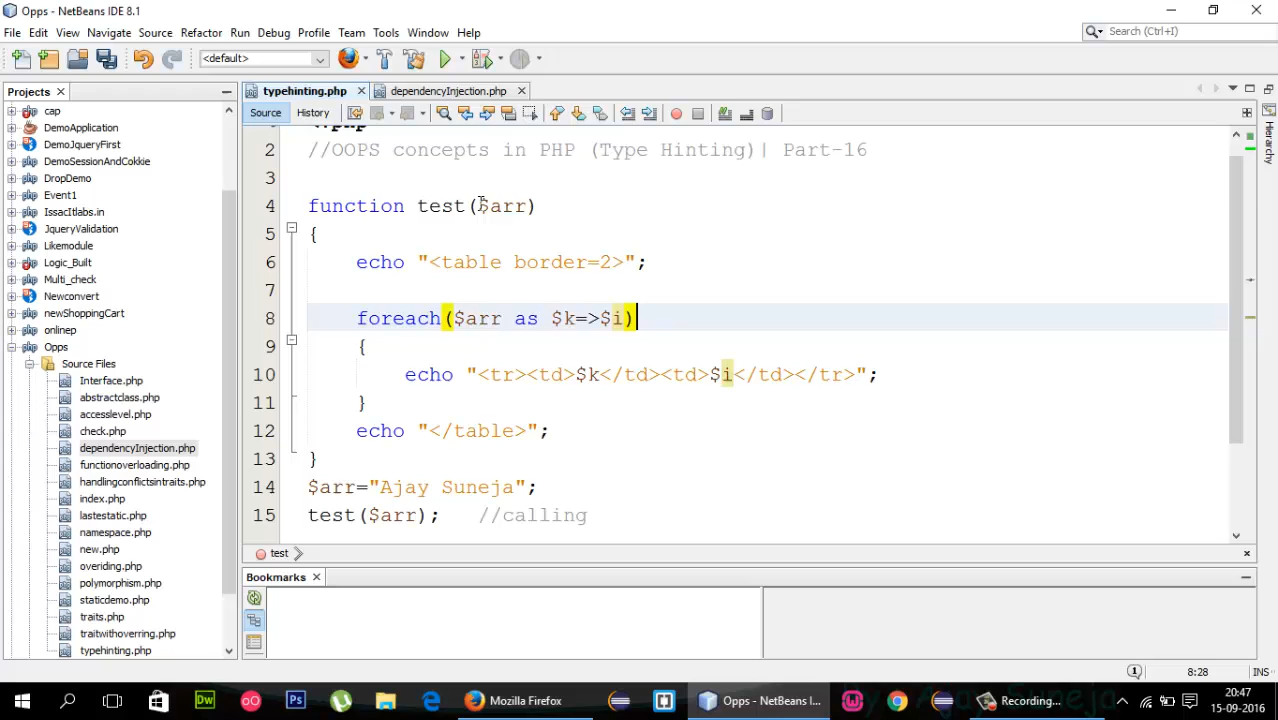 Opps - NetBeans IDE 8.1
File Edit View Navigate Source Refactor Run Debug Profile Team Tools Window Help
Search (Ctrl+I)
<default>
Projects
typehinting.php
dependencyInjection.php
Source History
cap
DemoApplication
DemoJqueryFirst
DemoSessionAndCokkie
DropDemo
Event1
IssacItlabs.in
JqueryValidation
Likemodule
Logic_Built
Multi_check
Newconvert
newShoppingCart
onlinep
Opps
Source Files
Interface.php
abstractclass.php
accesslevel.php
check.php
dependencyInjection.php
functionoverloading.php
handlingconflictsintraits.php
index.php
lastestatic.php
namespace.php
new.php
overiding.php
polymorphism.php
staticdemo.php
traits.php
traitwithoverring.php
typehinting.php
<?php
2 //OOPS concepts in PHP (Type Hinting)| Part-16
3
4 function test($arr)
5 {
6 echo "<table border=2>";
7
8 foreach($arr as $k=>$i)
9 {
10 echo "<tr><td>$k</td><td>$i</td></tr>";
11 }
12 echo "</table>";
13 }
14 $arr="Ajay Suneja";
15 test($arr); //calling
test
Hierarchy
Bookmarks
1
8:28
INS
Mozilla Firefox
Opps - NetBeans I...
Recording...
20:47
15-09-2016